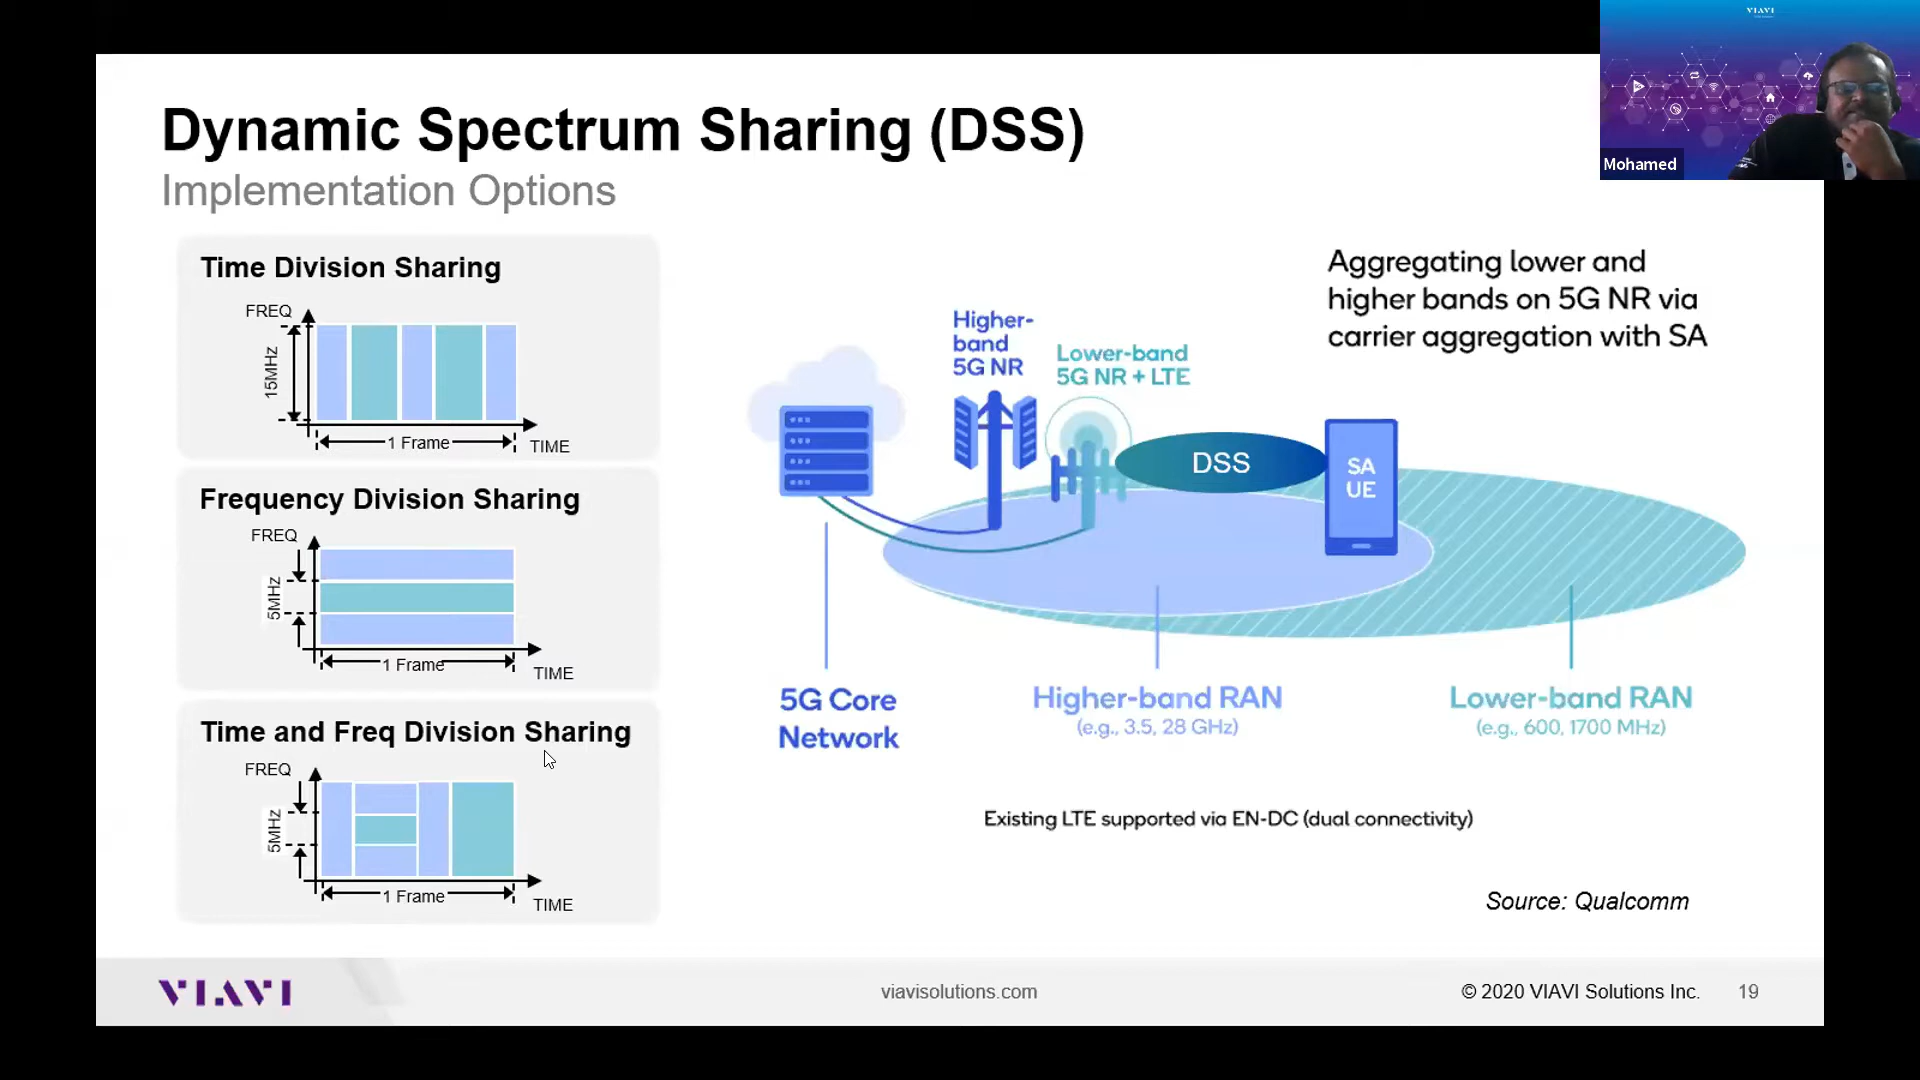 VIAVI
Mohamed
Dynamic Spectrum Sharing (DSS)
Implementation Options
Time Division Sharing
FREQ
15MHz
1 Frame
TIME
Frequency Division Sharing
FREQ
5MHz
1 Frame
TIME
Time and Freq Division Sharing
FREQ
5MHz
1 Frame
TIME
Aggregating lower and
higher bands on 5G NR via
carrier aggregation with SA
Higher-
band
5G NR
Lower-band
5G NR + LTE
DSS
SA
UE
5G Core
Network
Higher-band RAN
(e.g., 3.5, 28 GHz)
Lower-band RAN
(e.g., 600, 1700 MHz)
Existing LTE supported via EN-DC (dual connectivity)
Source: Qualcomm
VIAVI
viavisolutions.com
© 2020 VIAVI Solutions Inc.
19